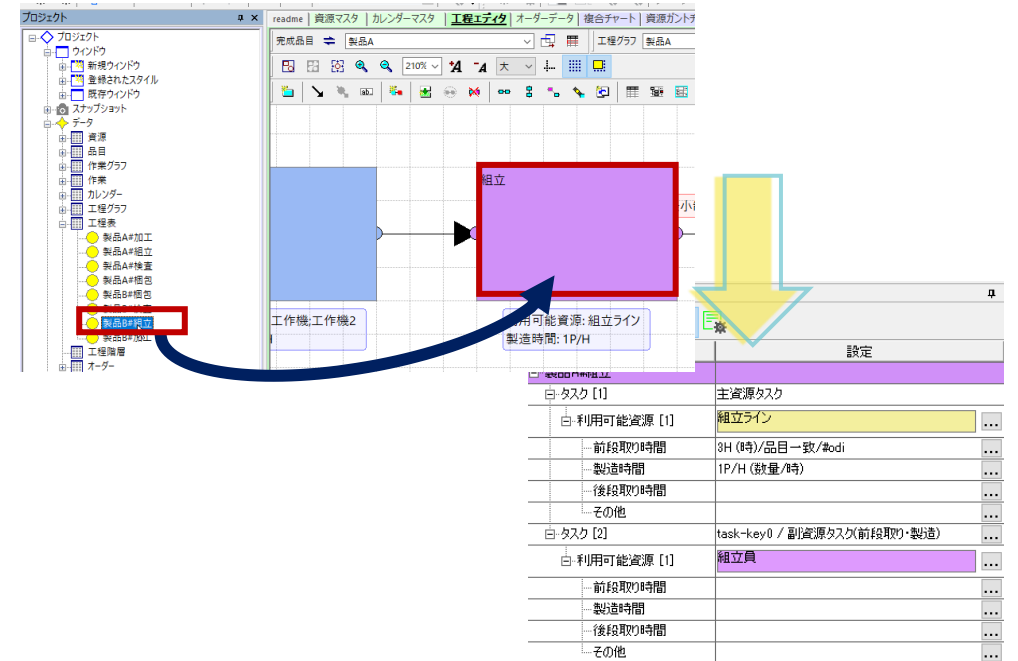 プロジェクト
プロジェクト
ウィンドウ
新規ウィンドウ
登録されたスタイル
既存ウィンドウ
スナップショット
データ
資源
品目
作業グラフ
作業
カレンダー
工程グラフ
工程表
製品A#加工
製品A#組立
製品A#検査
製品A#梱包
製品B#梱包
製品B#組立
製品B#加工
工程階層
オーダー
readme 資源マスタ カレンダーマスタ 工程エディタ オーダーデータ 複合チャート 資源ガントチ
完成品目 製品A 工程グラフ 製品A
210% 大
組立
工作機;工作機2
可能資源: 組立ライン
製造時間: 1P/H
設定
タスク [1] 主資源タスク
利用可能資源 [1] 組立ライン ...
前段取り時間 3H (時)/品目一致/#odi ...
製造時間 1P/H (数量/時) ...
後段取り時間 ...
その他 ...
タスク [2] task-key0 / 副資源タスク(前段取り・製造) ...
利用可能資源 [1] 組立員 ...
前段取り時間 ...
製造時間 ...
後段取り時間 ...
その他 ...